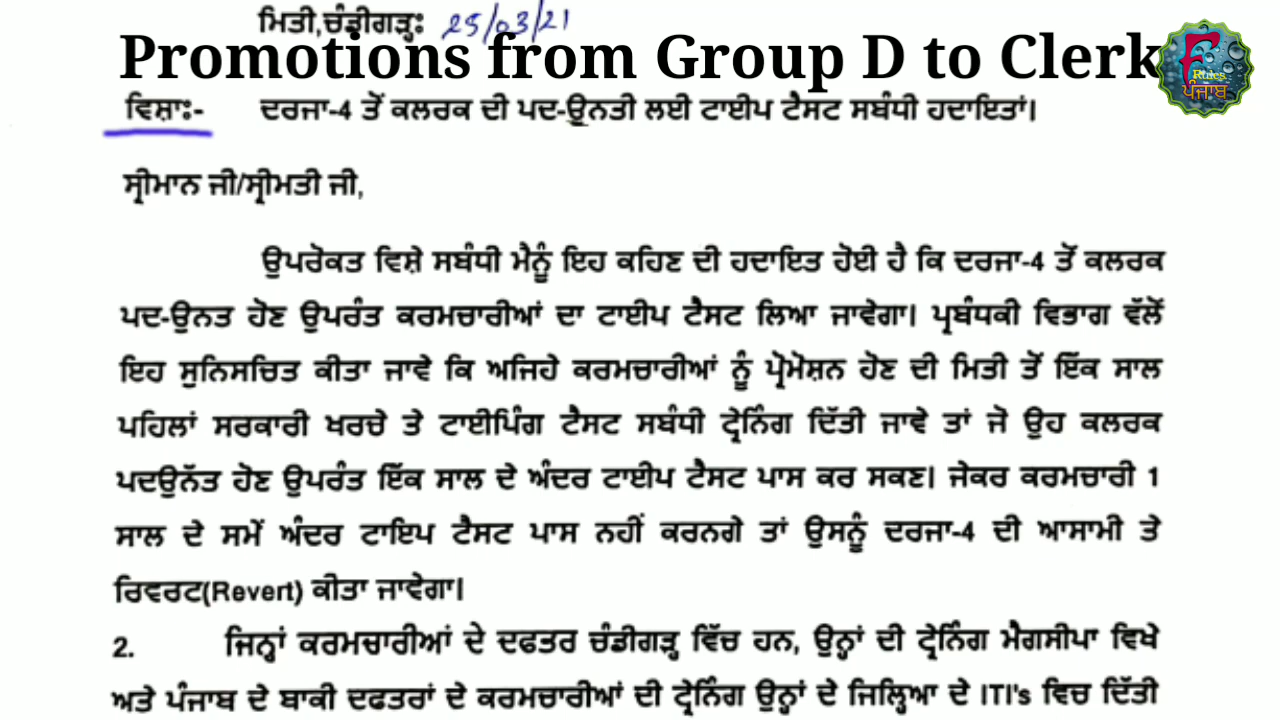 ਮਿਤੀ,ਚੰਡੀਗੜ੍ਹਃ 25/03/21
Promotions from Group D to Clerk
F Rules ਪੰਜਾਬ
ਵਿਸ਼ਾਃ- ਦਰਜਾ-4 ਤੋਂ ਕਲਰਕ ਦੀ ਪਦ-ਉਨਤੀ ਲਈ ਟਾਈਪ ਟੈਸਟ ਸਬੰਧੀ ਹਦਾਇਤਾਂ।
ਸ੍ਰੀਮਾਨ ਜੀ/ਸ੍ਰੀਮਤੀ ਜੀ,
ਉਪਰੋਕਤ ਵਿਸ਼ੇ ਸਬੰਧੀ ਮੈਨੂੰ ਇਹ ਕਹਿਣ ਦੀ ਹਦਾਇਤ ਹੋਈ ਹੈ ਕਿ ਦਰਜਾ-4 ਤੋਂ ਕਲਰਕ
ਪਦ-ਉਨਤ ਹੋਣ ਉਪਰੰਤ ਕਰਮਚਾਰੀਆਂ ਦਾ ਟਾਈਪ ਟੈਸਟ ਲਿਆ ਜਾਵੇਗਾ। ਪ੍ਰਬੰਧਕੀ ਵਿਭਾਗ ਵੱਲੋਂ
ਇਹ ਸੁਨਿਸਚਿਤ ਕੀਤਾ ਜਾਵੇ ਕਿ ਅਜਿਹੇ ਕਰਮਚਾਰੀਆਂ ਨੂੰ ਪ੍ਰੋਮੋਸ਼ਨ ਹੋਣ ਦੀ ਮਿਤੀ ਤੋਂ ਇੱਕ ਸਾਲ
ਪਹਿਲਾਂ ਸਰਕਾਰੀ ਖਰਚੇ ਤੇ ਟਾਈਪਿੰਗ ਟੈਸਟ ਸਬੰਧੀ ਟ੍ਰੇਨਿੰਗ ਦਿੱਤੀ ਜਾਵੇ ਤਾਂ ਜੋ ਉਹ ਕਲਰਕ
ਪਦਉਨੱਤ ਹੋਣ ਉਪਰੰਤ ਇੱਕ ਸਾਲ ਦੇ ਅੰਦਰ ਟਾਈਪ ਟੈਸਟ ਪਾਸ ਕਰ ਸਕਣ। ਜੇਕਰ ਕਰਮਚਾਰੀ 1
ਸਾਲ ਦੇ ਸਮੇਂ ਅੰਦਰ ਟਾਇਪ ਟੈਸਟ ਪਾਸ ਨਹੀਂ ਕਰਨਗੇ ਤਾਂ ਉਸਨੂੰ ਦਰਜਾ-4 ਦੀ ਆਸਾਮੀ ਤੇ
ਰਿਵਰਟ(Revert) ਕੀਤਾ ਜਾਵੇਗਾ।
2. ਜਿਨ੍ਹਾਂ ਕਰਮਚਾਰੀਆਂ ਦੇ ਦਫਤਰ ਚੰਡੀਗੜ੍ਹ ਵਿੱਚ ਹਨ, ਉਨ੍ਹਾਂ ਦੀ ਟ੍ਰੇਨਿੰਗ ਮੈਗਸੀਪਾ ਵਿਖੇ
ਅਤੇ ਪੰਜਾਬ ਦੇ ਬਾਕੀ ਦਫਤਰਾਂ ਦੇ ਕਰਮਚਾਰੀਆਂ ਦੀ ਟ੍ਰੇਨਿੰਗ ਉਨ੍ਹਾਂ ਦੇ ਜਿਲ੍ਹਿਆ ਦੇ ITI's ਵਿਚ ਦਿੱਤੀ